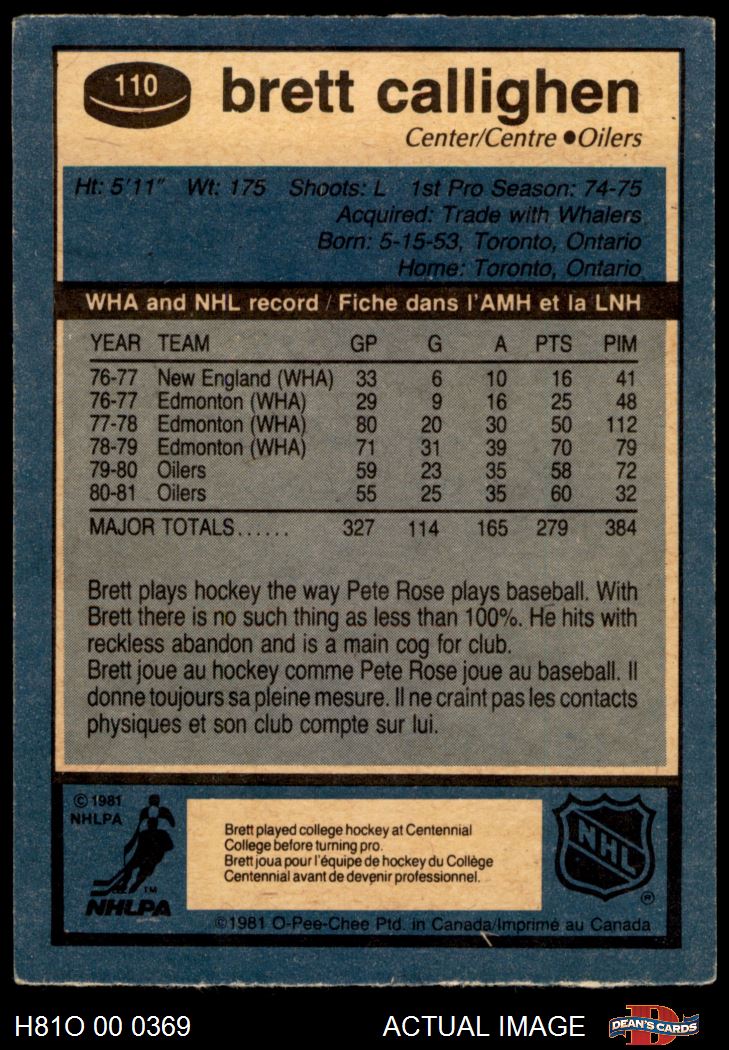 110
brett callighen
Center/Centre ●Oilers
Ht: 5'11" Wt: 175 Shoots: L 1st Pro Season: 74-75
Acquired: Trade with Whalers
Born: 5-15-53, Toronto, Ontario
Home: Toronto, Ontario
WHA and NHL record / Fiche dans l'AMH et la LNH
YEAR TEAM GP G A PTS PIM
76-77 New England (WHA) 33 6 10 16 41
76-77 Edmonton (WHA) 29 9 16 25 48
77-78 Edmonton (WHA) 80 20 30 50 112
78-79 Edmonton (WHA) 71 31 39 70 79
79-80 Oilers 59 23 35 58 72
80-81 Oilers 55 25 35 60 32
MAJOR TOTALS...... 327 114 165 279 384
Brett plays hockey the way Pete Rose plays baseball. With
Brett there is no such thing as less than 100%. He hits with
reckless abandon and is a main cog for club.
Brett joue au hockey comme Pete Rose joue au baseball. Il
donne toujours sa pleine mesure. Il ne craint pas les contacts
physiques et son club compte sur lui.
© 1981
NHLPA
TM
NHLPA
Brett played college hockey at Centennial
College before turning pro.
Brett joua pour l'équipe de hockey du Collège
Centennial avant de devenir professionnel.
NHL
®
©1981 O-Pee-Chee Ptd. in Canada/Imprimé au Canada
H81O 00 0369
ACTUAL IMAGE
D
DEAN'S CARDS